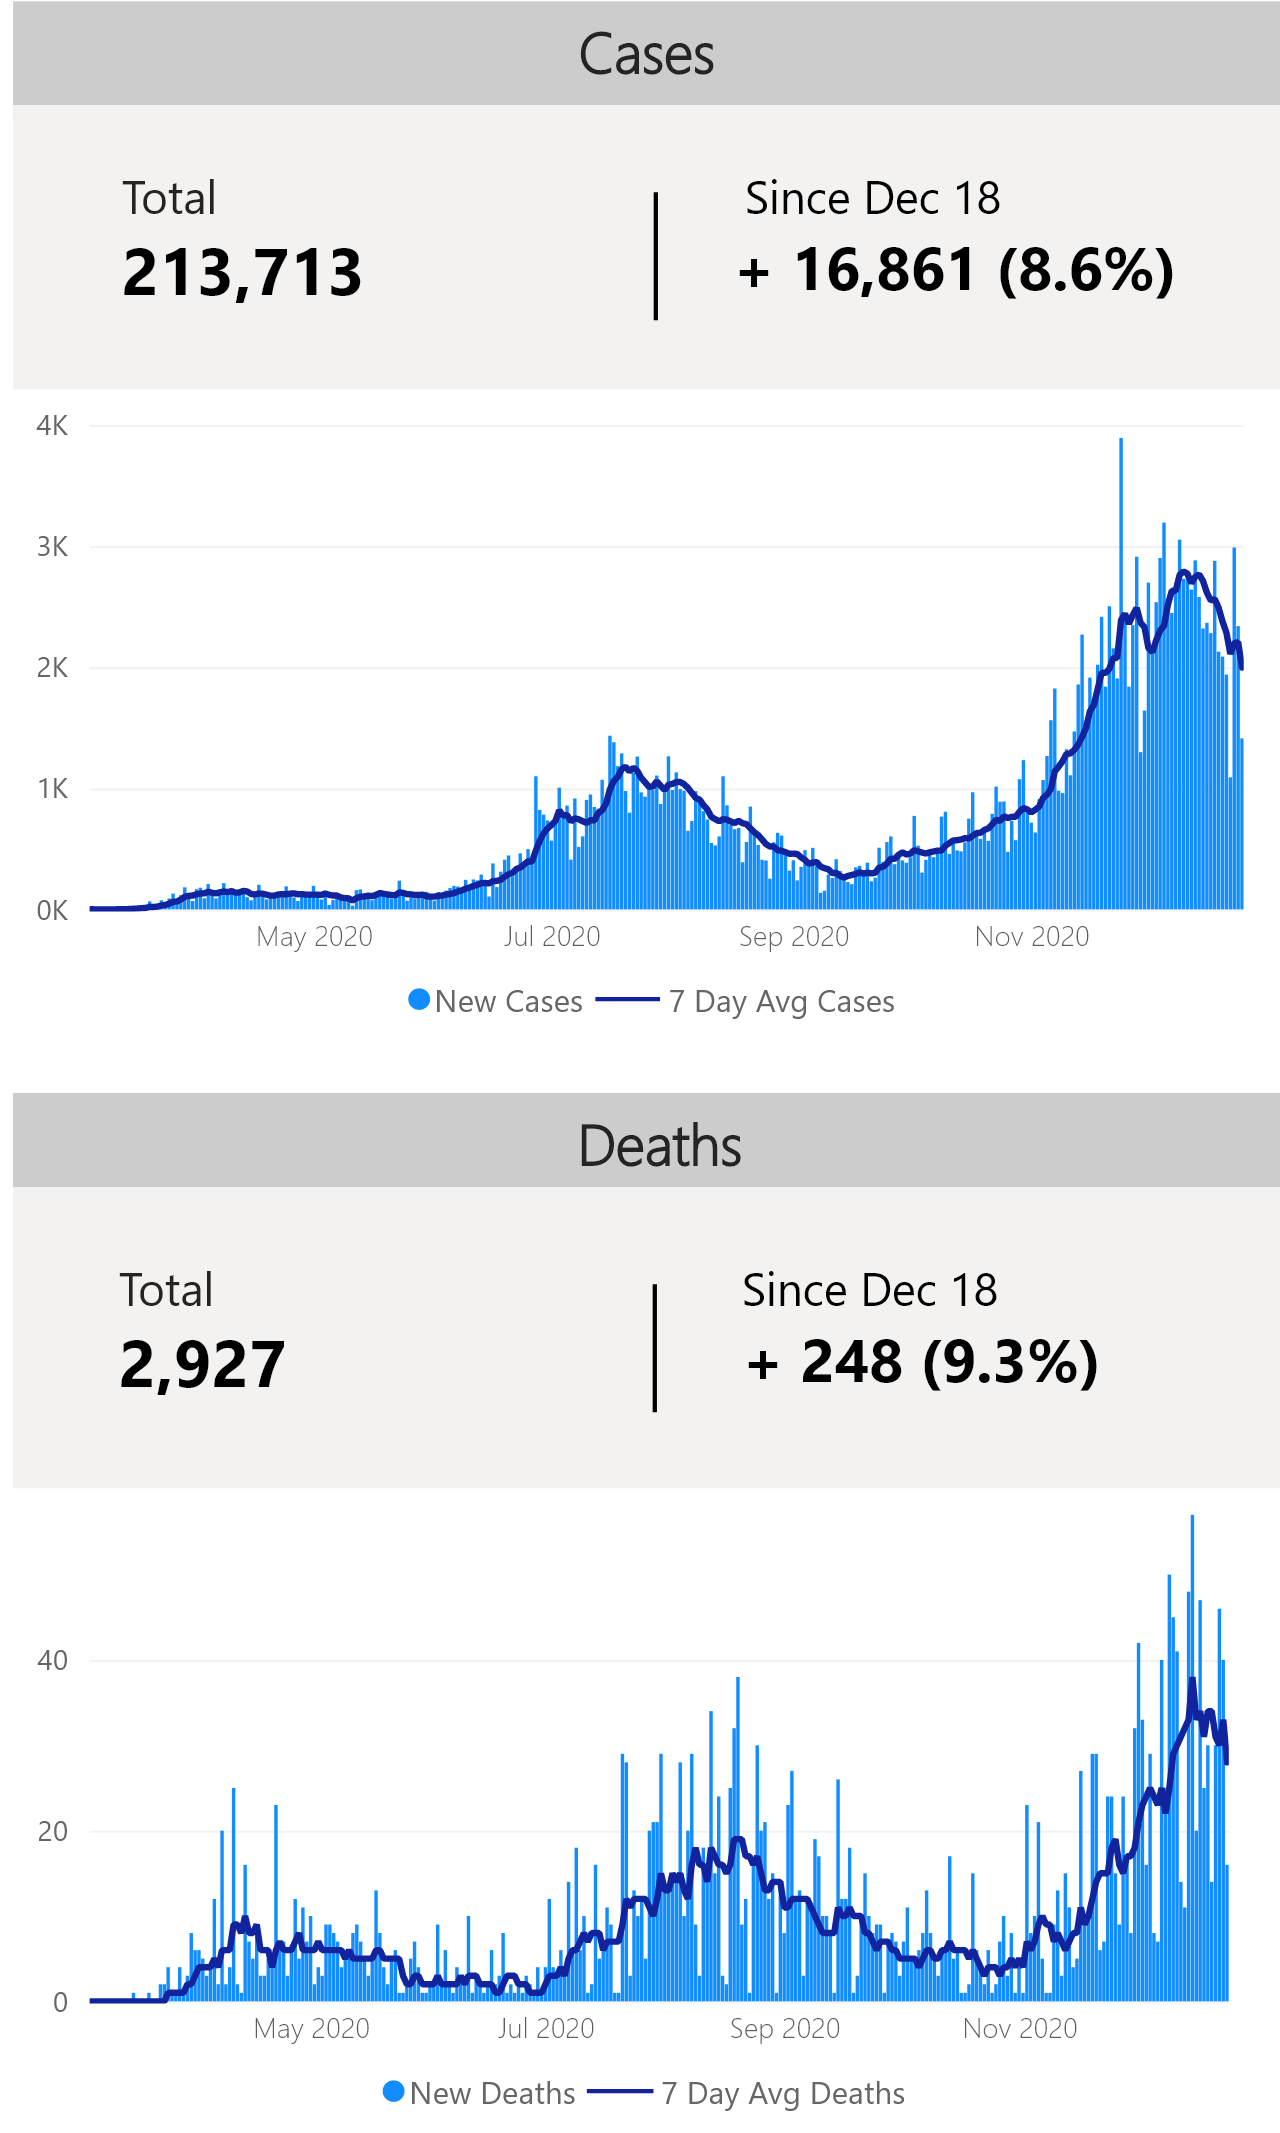 Cases
Total
Since Dec 18
213,713
+ 16,861 (8.6%)
4K
3K
2K
1K
0K
May 2020
Jul 2020
Sep 2020
Nov 2020
New Cases
7 Day Avg Cases
Deaths
Total
Since Dec 18
2,927
+ 248 (9.3%)
40
20
0
May 2020
Jul 2020
Sep 2020
Nov 2020
New Deaths
7 Day Avg Deaths